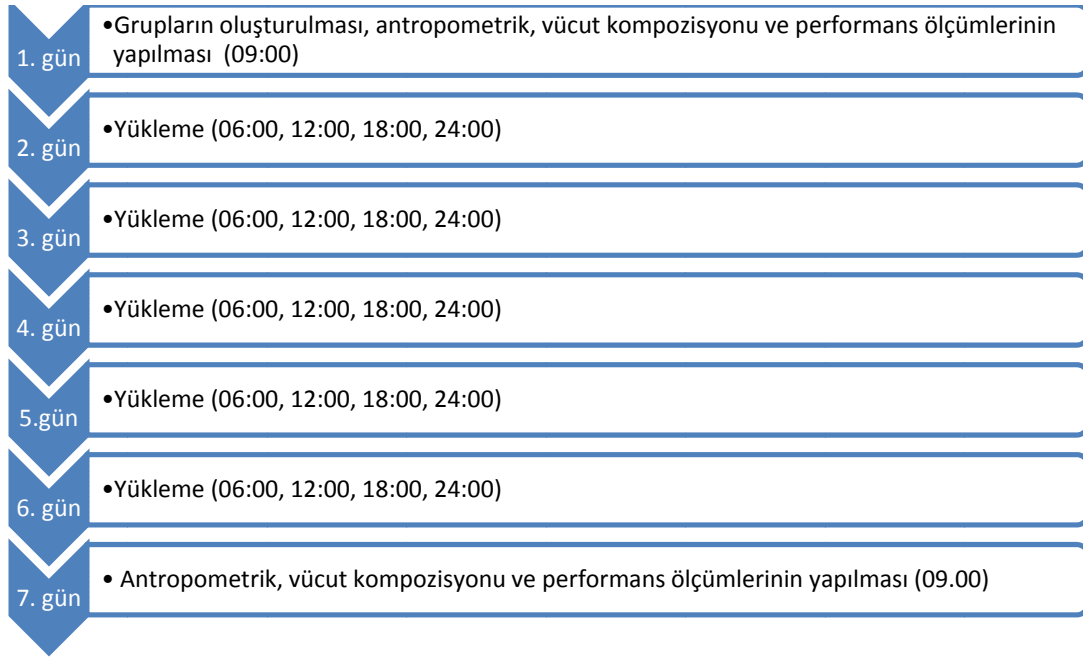 1. gün
•Grupların oluşturulması, antropometrik, vücut kompozisyonu ve performans ölçümlerinin
yapılması (09:00)
2. gün
•Yükleme (06:00, 12:00, 18:00, 24:00)
3. gün
•Yükleme (06:00, 12:00, 18:00, 24:00)
4. gün
•Yükleme (06:00, 12:00, 18:00, 24:00)
5.gün
•Yükleme (06:00, 12:00, 18:00, 24:00)
6. gün
•Yükleme (06:00, 12:00, 18:00, 24:00)
7. gün
• Antropometrik, vücut kompozisyonu ve performans ölçümlerinin yapılması (09.00)